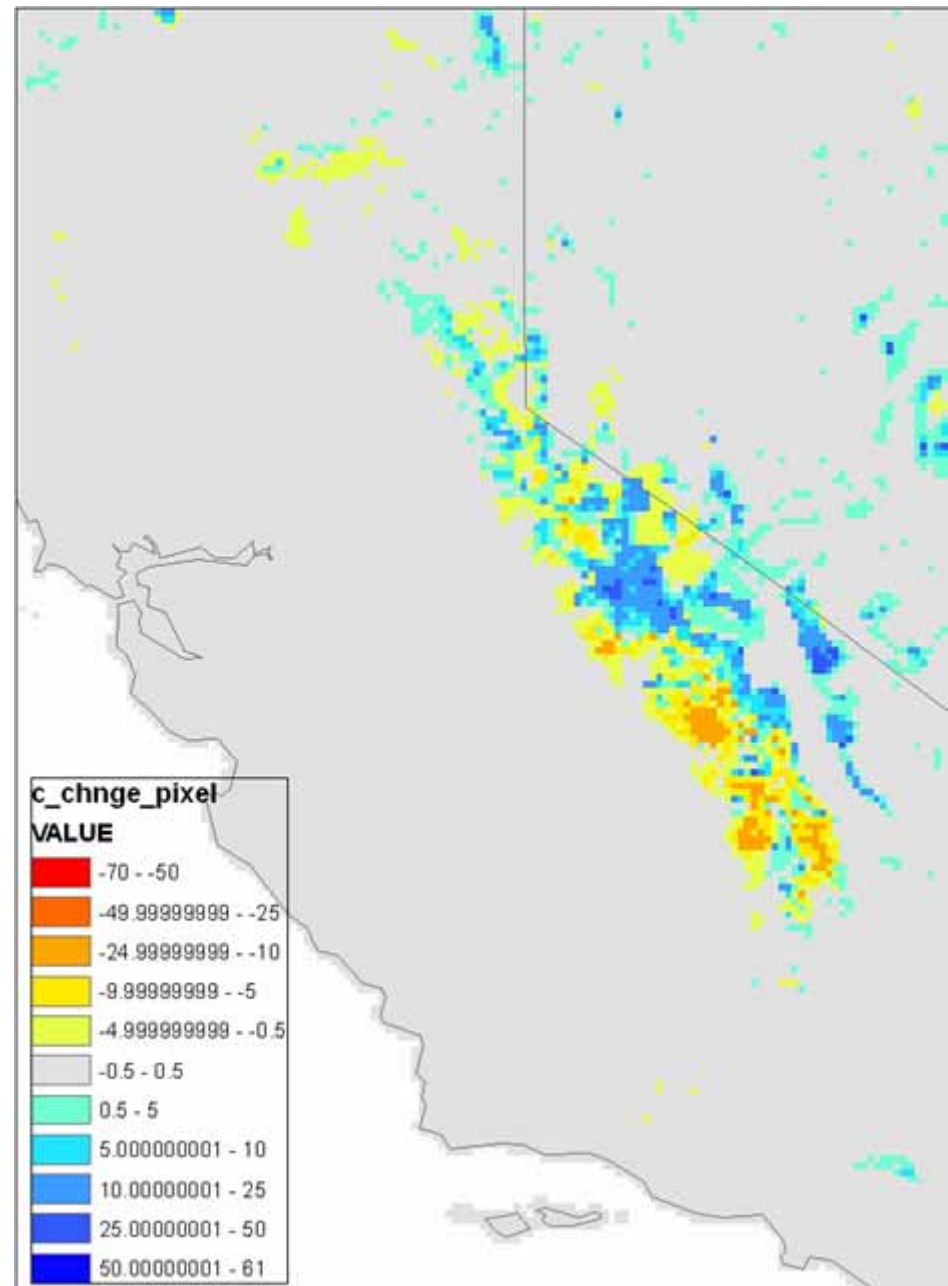 c_chnge_pixel
VALUE
-70 - -50
-49.99999999 - -25
-24.99999999 - -10
-9.99999999 - -5
-4.999999999 - -0.5
-0.5 - 0.5
0.5 - 5
5.000000001 - 10
10.00000001 - 25
25.00000001 - 50
50.00000001 - 61